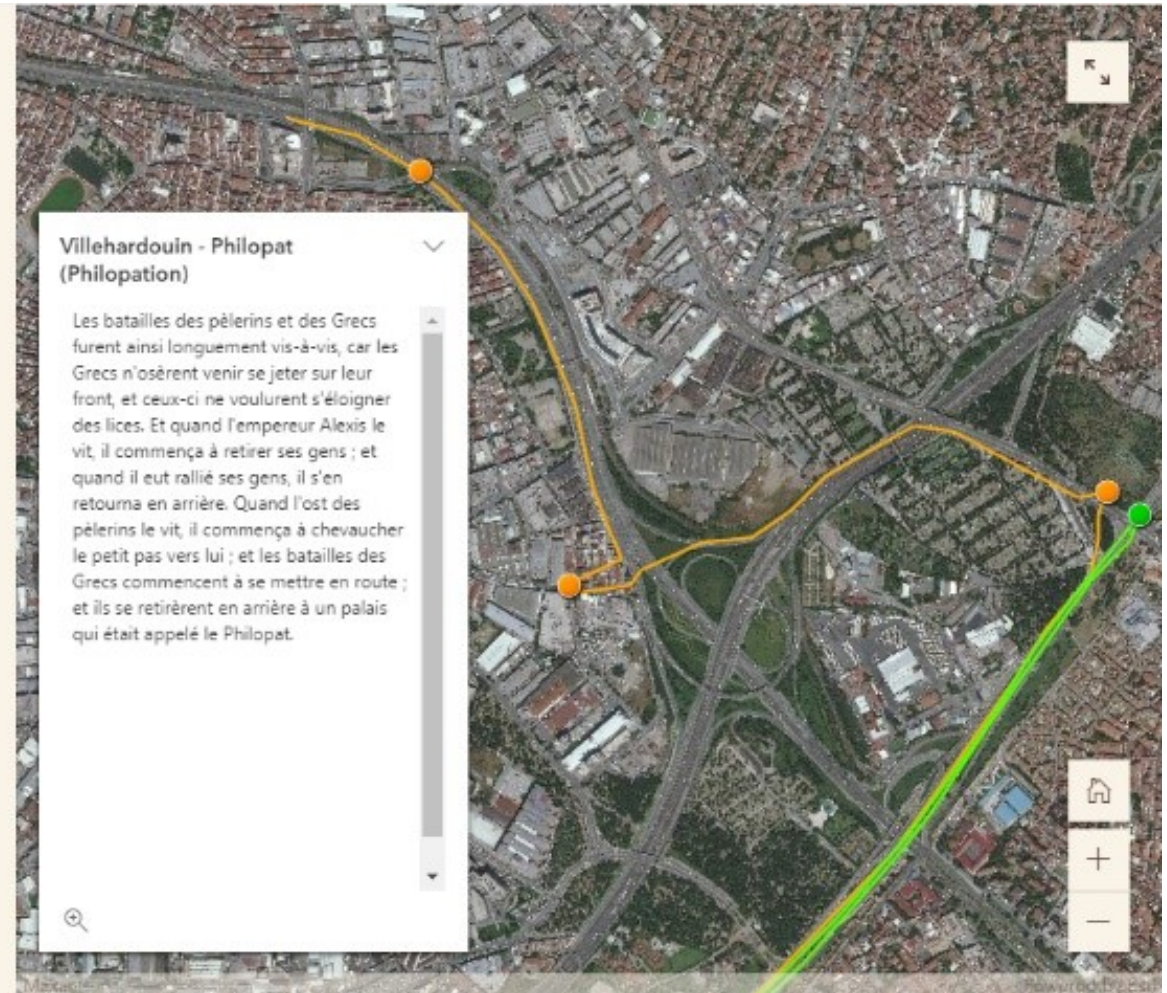 Villehardouin - Philopat
(Philopation)
Les batailles des pèlerins et des Grecs
furent ainsi longuement vis-à-vis, car les
Grecs n'osèrent venir se jeter sur leur
front, et ceux-ci ne voulurent s'éloigner
des lices. Et quand l'empereur Alexis le
vit, il commença à retirer ses gens ; et
quand il eut rallié ses gens, il s'en
retourna en arrière. Quand l'ost des
pèlerins le vit, il commença à chevaucher
le petit pas vers lui ; et les batailles des
Grecs commencent à se mettre en route ;
et ils se retirèrent en arrière à un palais
qui était appelé le Philopat.
Maxar
Powered by Esri